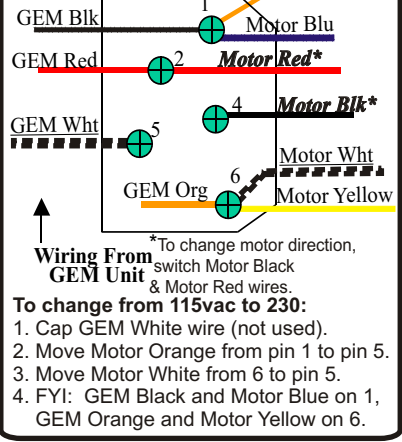 1
GEM Blk
Motor Blu
GEM Red
2
Motor Red*
4
Motor Blk*
GEM Wht
5
Motor Wht
6
GEM Org
Motor Yellow
Wiring From
GEM Unit
*To change motor direction,
switch Motor Black
& Motor Red wires.
To change from 115vac to 230:
1. Cap GEM White wire (not used).
2. Move Motor Orange from pin 1 to pin 5.
3. Move Motor White from 6 to pin 5.
4. FYI: GEM Black and Motor Blue on 1,
GEM Orange and Motor Yellow on 6.